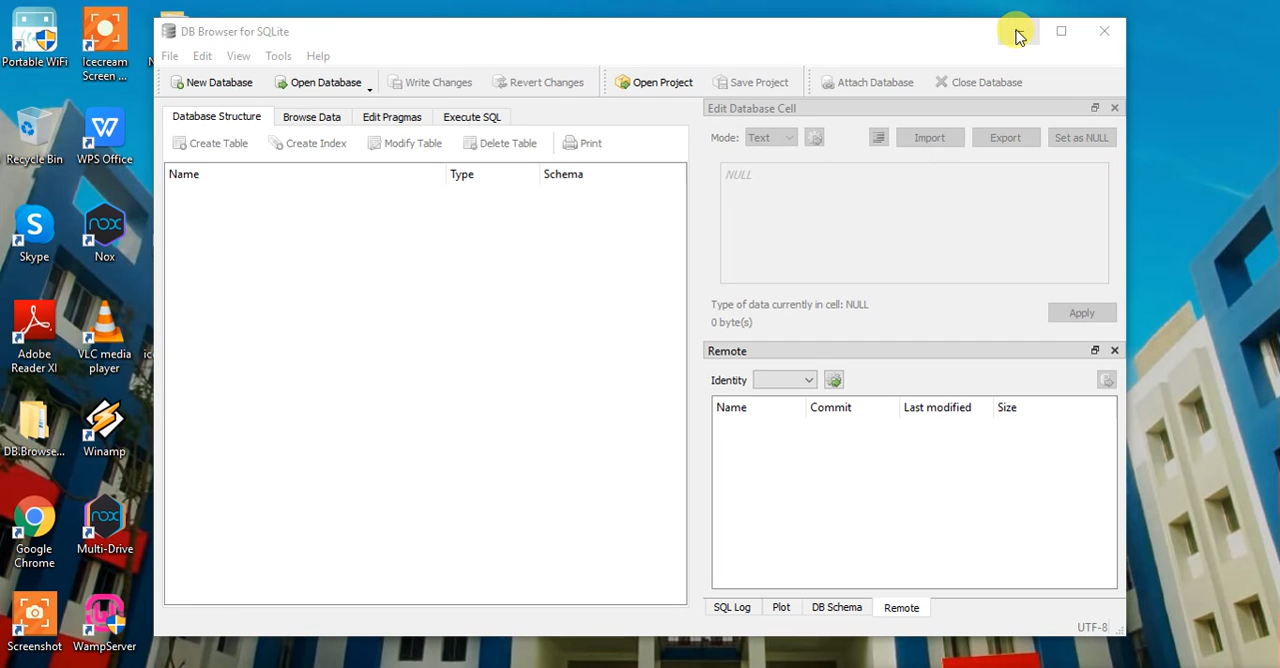 DB Browser for SQLite
File Edit View Tools Help
New Database Open Database Write Changes Revert Changes Open Project Save Project Attach Database Close Database
Database Structure Browse Data Edit Pragmas Execute SQL
Create Table Create Index Modify Table Delete Table Print
Name Type Schema
Edit Database Cell
Mode: Text Import Export Set as NULL
NULL
Type of data currently in cell: NULL
0 byte(s)
Apply
Remote
Identity
Name Commit Last modified Size
SQL Log Plot DB Schema Remote
UTF-8
Portable WiFi
Icecream
Screen ...
Recycle Bin
WPS Office
Skype
Nox
Adobe
Reader XI
VLC media
player
DB.Browse...
Winamp
Google
Chrome
Multi-Drive
Screenshot
WampServer